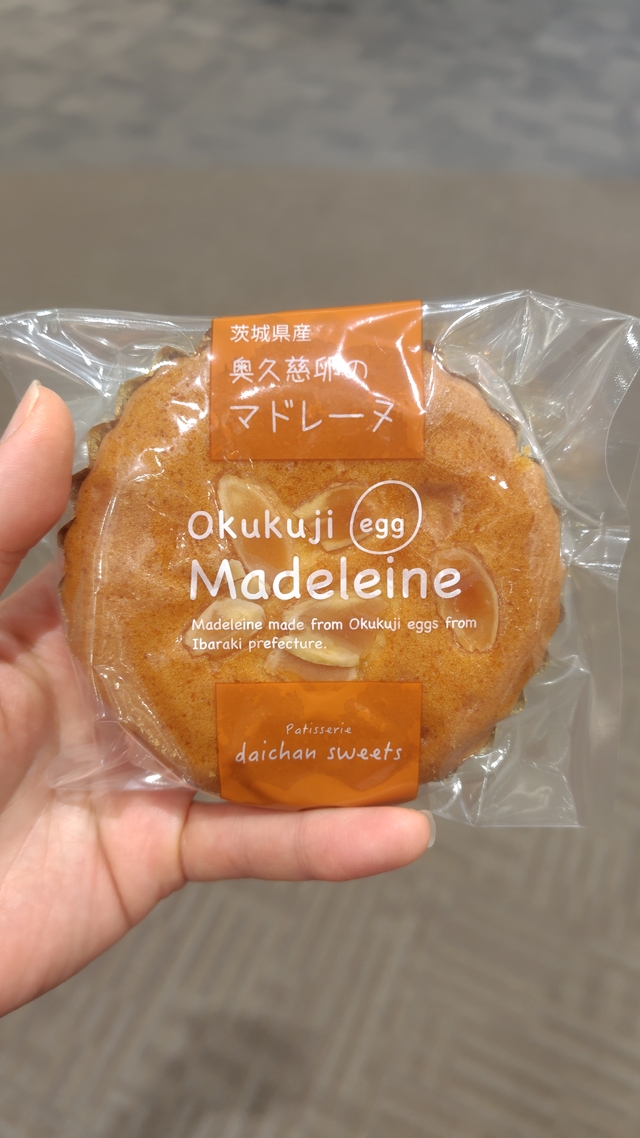 茨城県産
奥久慈卵の
マドレーヌ
Okukuji egg
Madeleine
Madeleine made from Okukuji eggs from
Ibaraki prefecture.
Patisserie
daichan sweets